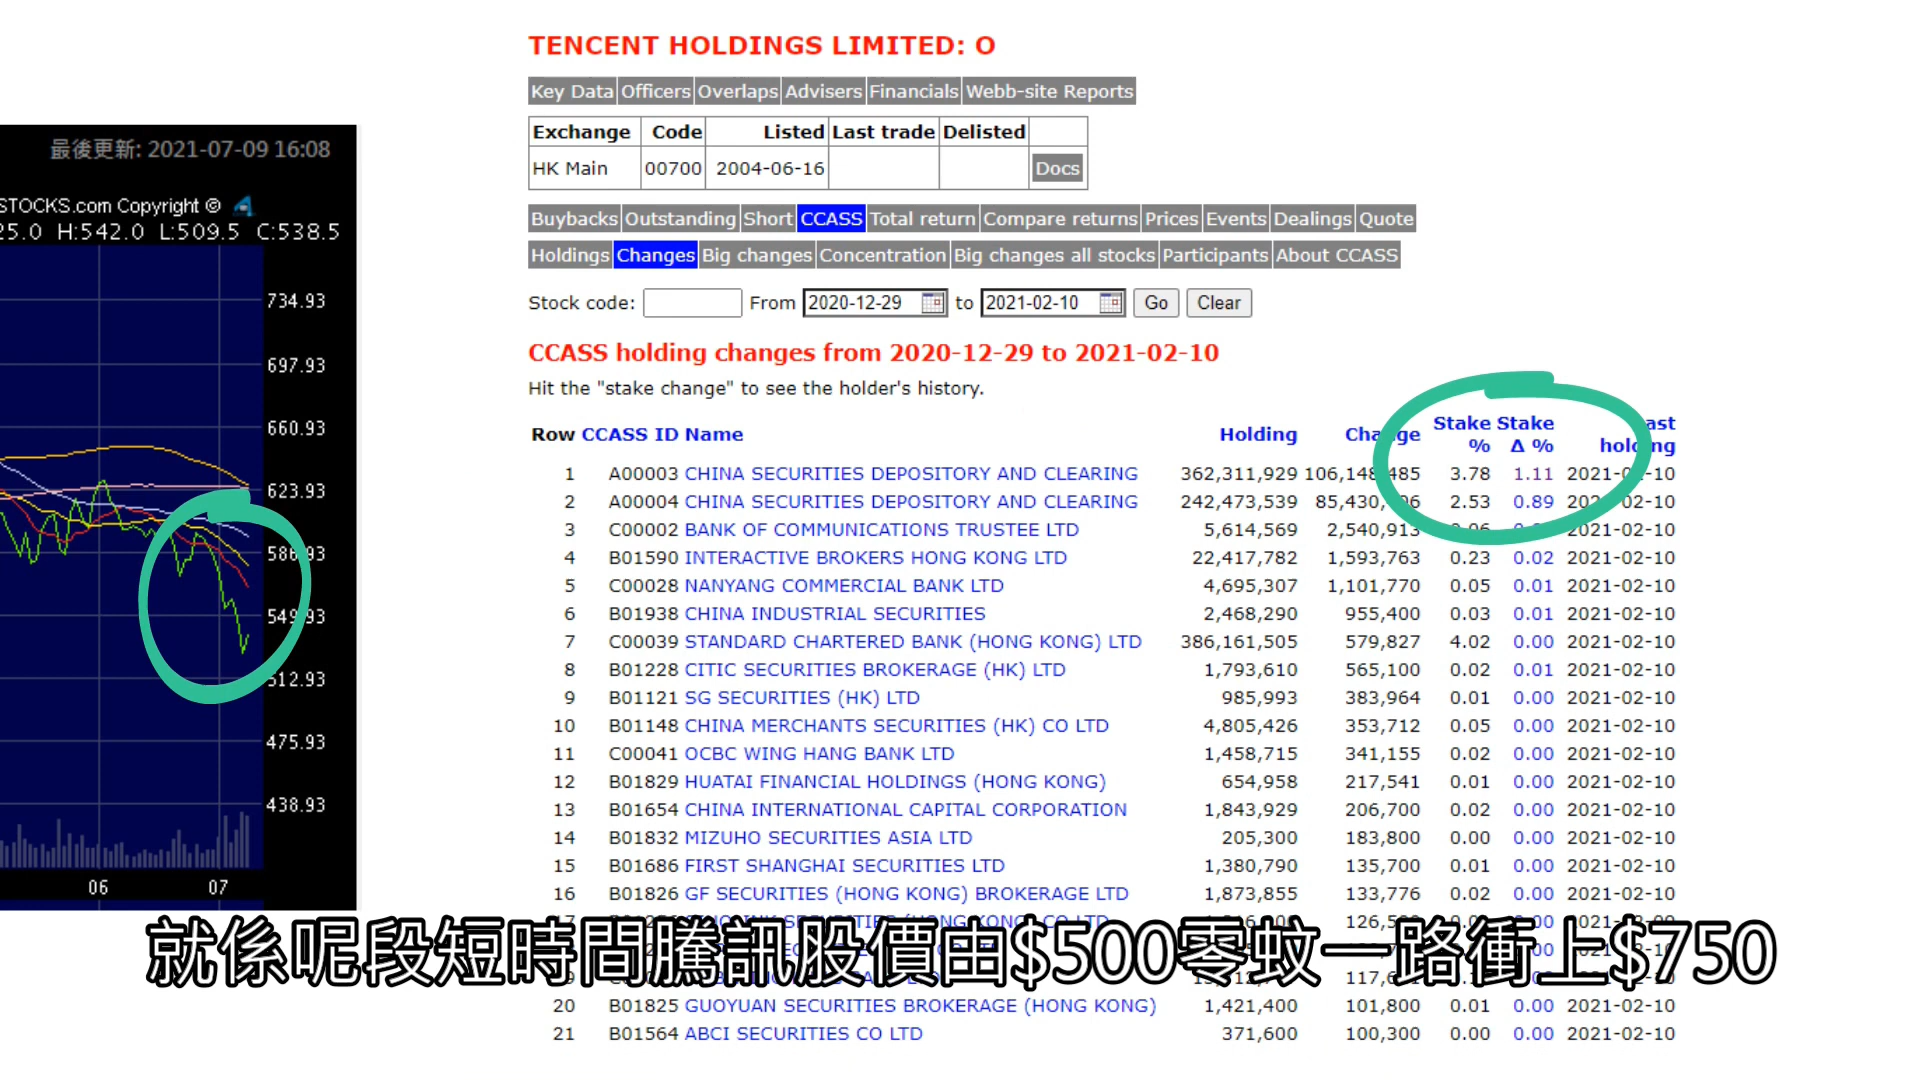 最後更新: 2021-07-09 16:08
STOCKS.com Copyright ©
25.0 H:542.0 L:509.5 C:538.5
734.93
697.93
660.93
623.93
586.93
549.93
512.93
475.93
438.93
06 07
TENCENT HOLDINGS LIMITED: O
Key Data Officers Overlaps Advisers Financials Webb-site Reports
Exchange Code Listed Last trade Delisted
HK Main 00700 2004-06-16 Docs
Buybacks Outstanding Short CCASS Total return Compare returns Prices Events Dealings Quote
Holdings Changes Big changes Concentration Big changes all stocks Participants About CCASS
Stock code: From 2020-12-29 to 2021-02-10 Go Clear
CCASS holding changes from 2020-12-29 to 2021-02-10
Hit the "stake change" to see the holder's history.
Row CCASS ID Name Holding Change Stake % Stake Δ % holding
1 A00003 CHINA SECURITIES DEPOSITORY AND CLEARING 362,311,929 106,148,485 3.78 1.11 2021-02-10
2 A00004 CHINA SECURITIES DEPOSITORY AND CLEARING 242,473,539 2.53 0.89 2021-02-10
3 C00002 BANK OF COMMUNICATIONS TRUSTEE LTD 5,614,569 2,540,913 0.06 2021-02-10
4 B01590 INTERACTIVE BROKERS HONG KONG LTD 22,417,782 1,593,763 0.23 0.02 2021-02-10
5 C00028 NANYANG COMMERCIAL BANK LTD 4,695,307 1,101,770 0.05 0.01 2021-02-10
6 B01938 CHINA INDUSTRIAL SECURITIES 2,468,290 955,400 0.03 0.01 2021-02-10
7 C00039 STANDARD CHARTERED BANK (HONG KONG) LTD 386,161,505 579,827 4.02 0.00 2021-02-10
8 B01228 CITIC SECURITIES BROKERAGE (HK) LTD 1,793,610 565,100 0.02 0.01 2021-02-10
9 B01121 SG SECURITIES (HK) LTD 985,993 383,964 0.01 0.00 2021-02-10
10 B01148 CHINA MERCHANTS SECURITIES (HK) CO LTD 4,805,426 353,712 0.05 0.00 2021-02-10
11 C00041 OCBC WING HANG BANK LTD 1,458,715 341,155 0.02 0.00 2021-02-10
12 B01829 HUATAI FINANCIAL HOLDINGS (HONG KONG) 654,958 217,541 0.01 0.00 2021-02-10
13 B01654 CHINA INTERNATIONAL CAPITAL CORPORATION 1,843,929 206,700 0.02 0.00 2021-02-10
14 B01832 MIZUHO SECURITIES ASIA LTD 205,300 183,800 0.00 0.00 2021-02-10
15 B01686 FIRST SHANGHAI SECURITIES LTD 1,380,790 135,700 0.01 0.00 2021-02-10
16 B01826 GF SECURITIES (HONG KONG) BROKERAGE LTD 1,873,855 133,776 0.02 0.00 2021-02-10
就係呢段短時間騰訊股價由$500零蚊一路衝上$750
20 B01825 GUOYUAN SECURITIES BROKERAGE (HONG KONG) 1,421,400 101,800 0.01 0.00 2021-02-10
21 B01564 ABCI SECURITIES CO LTD 371,600 100,300 0.00 0.00 2021-02-10